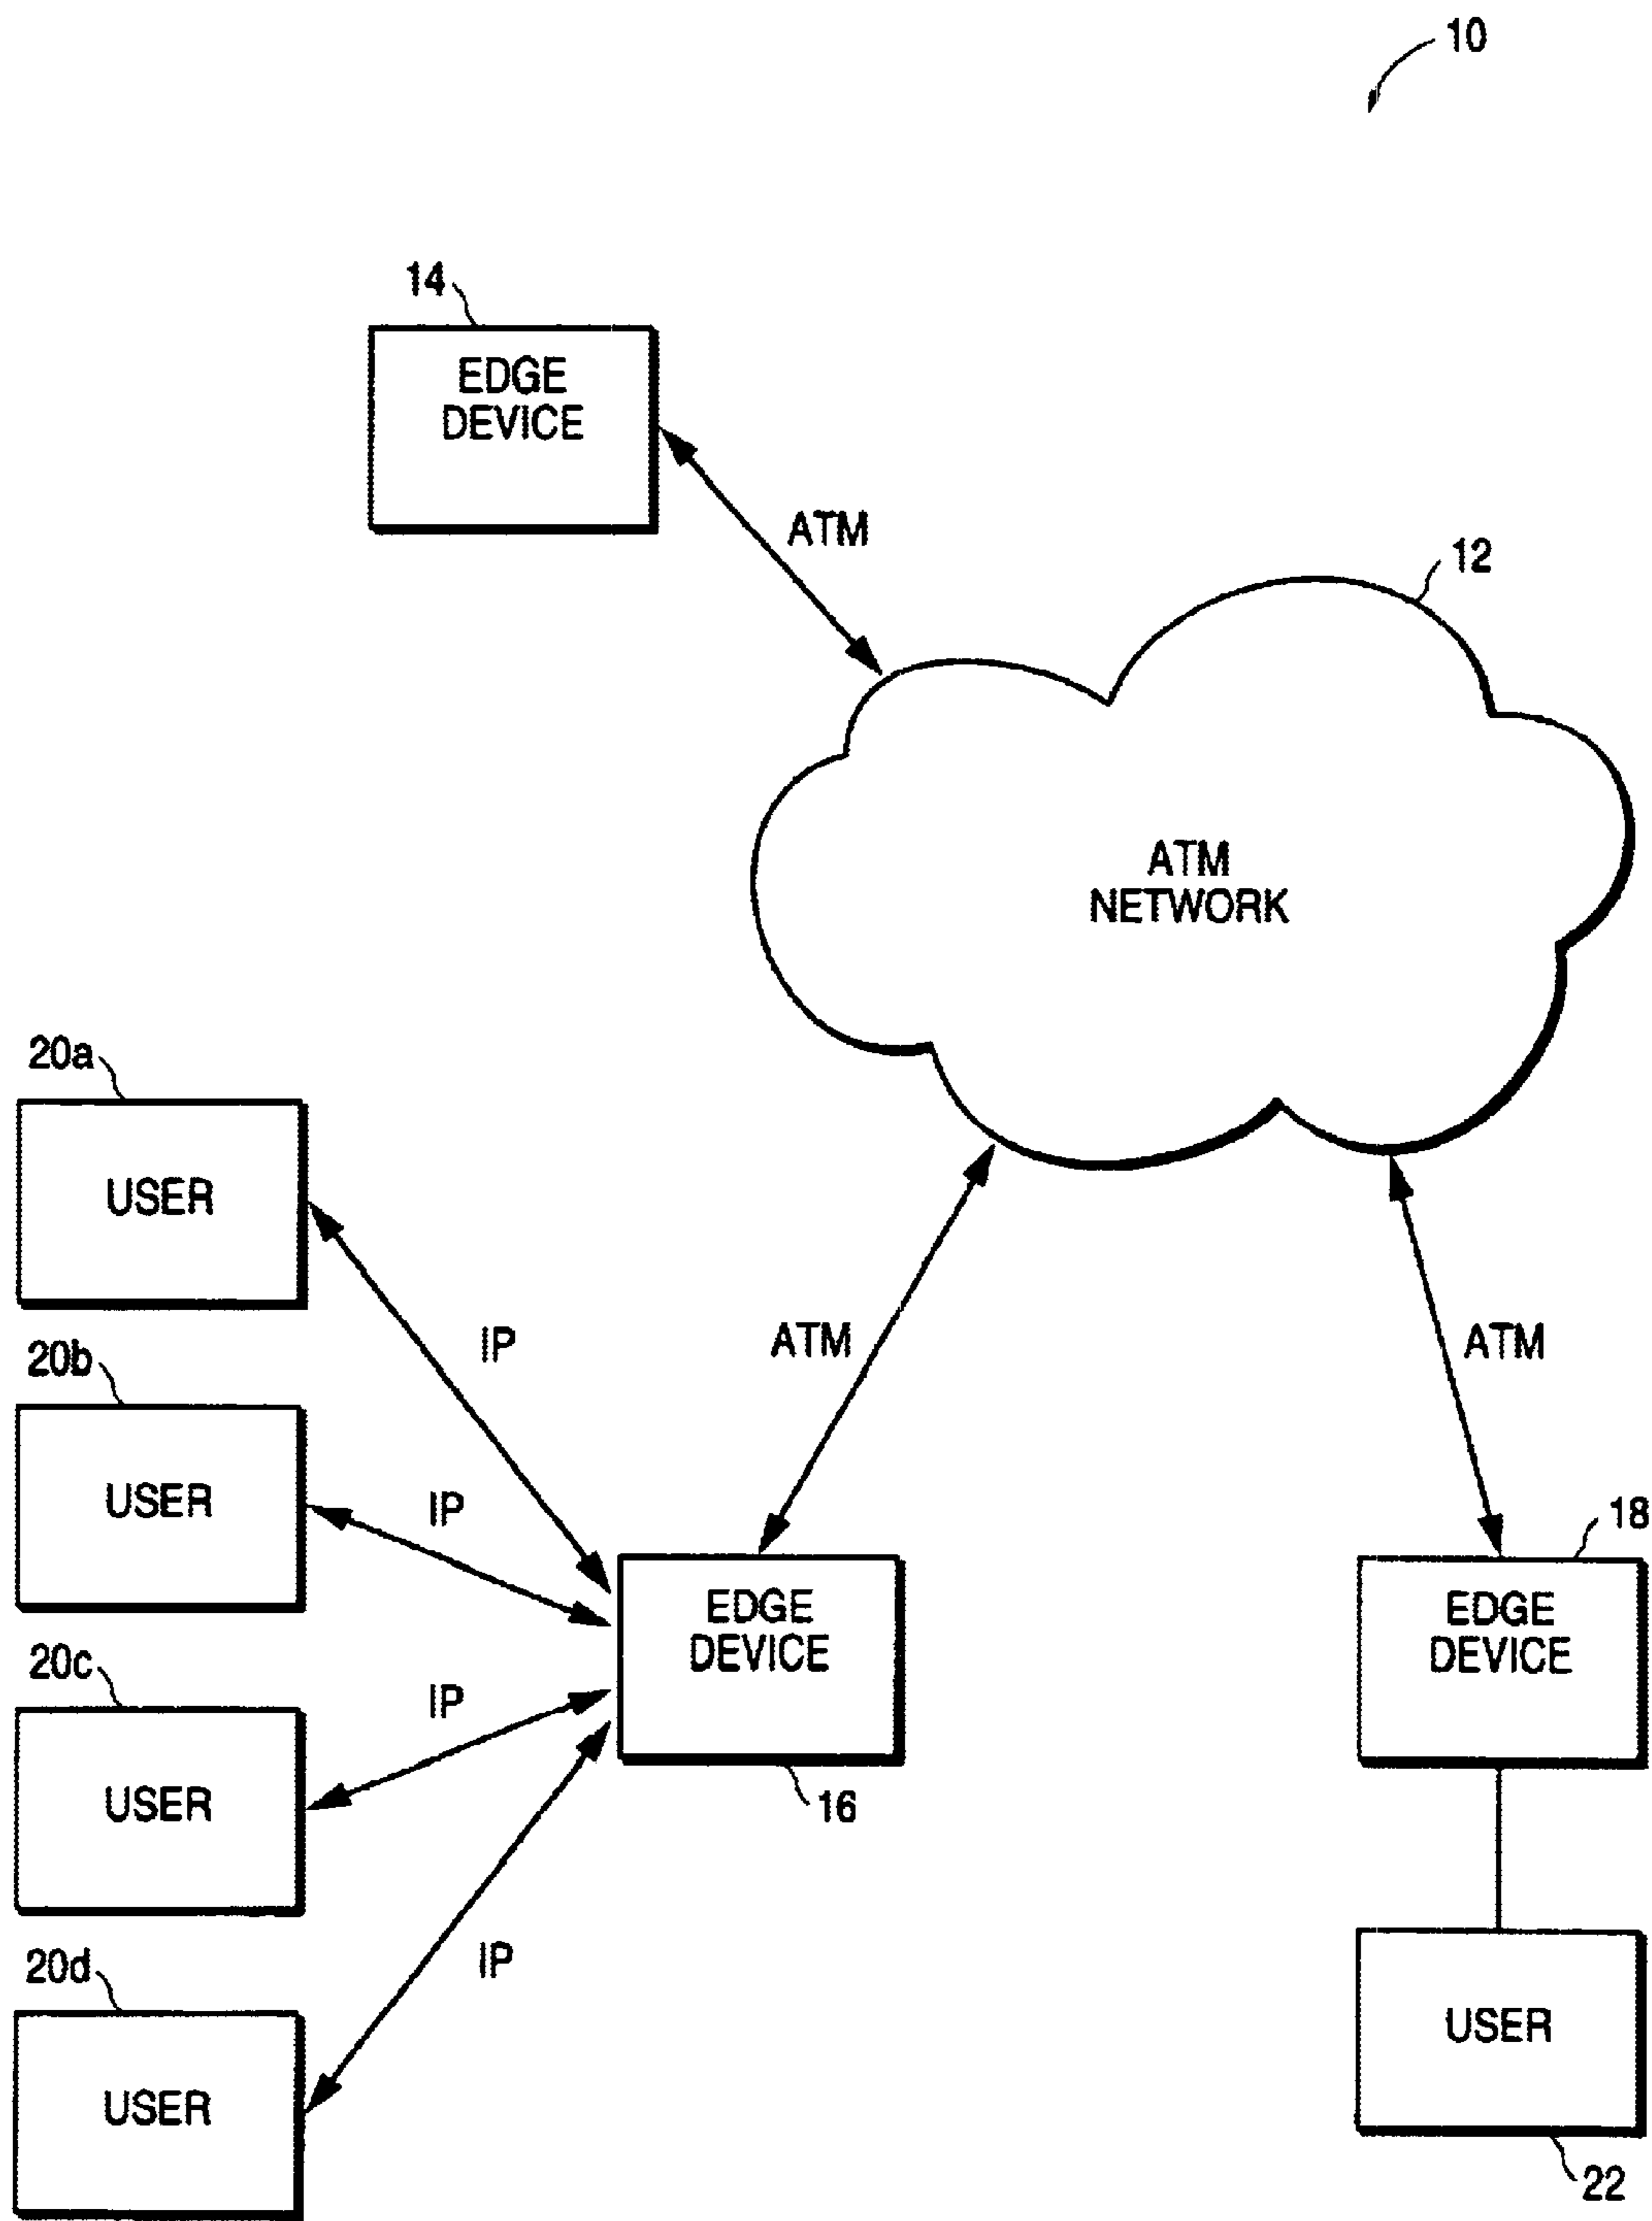 10
14
EDGE
DEVICE
ATM
12
ATM
NETWORK
20a
USER
IP
ATM
ATM
20b
USER
IP
18
EDGE
DEVICE
EDGE
DEVICE
20c
USER
IP
16
20d
USER
IP
USER
22